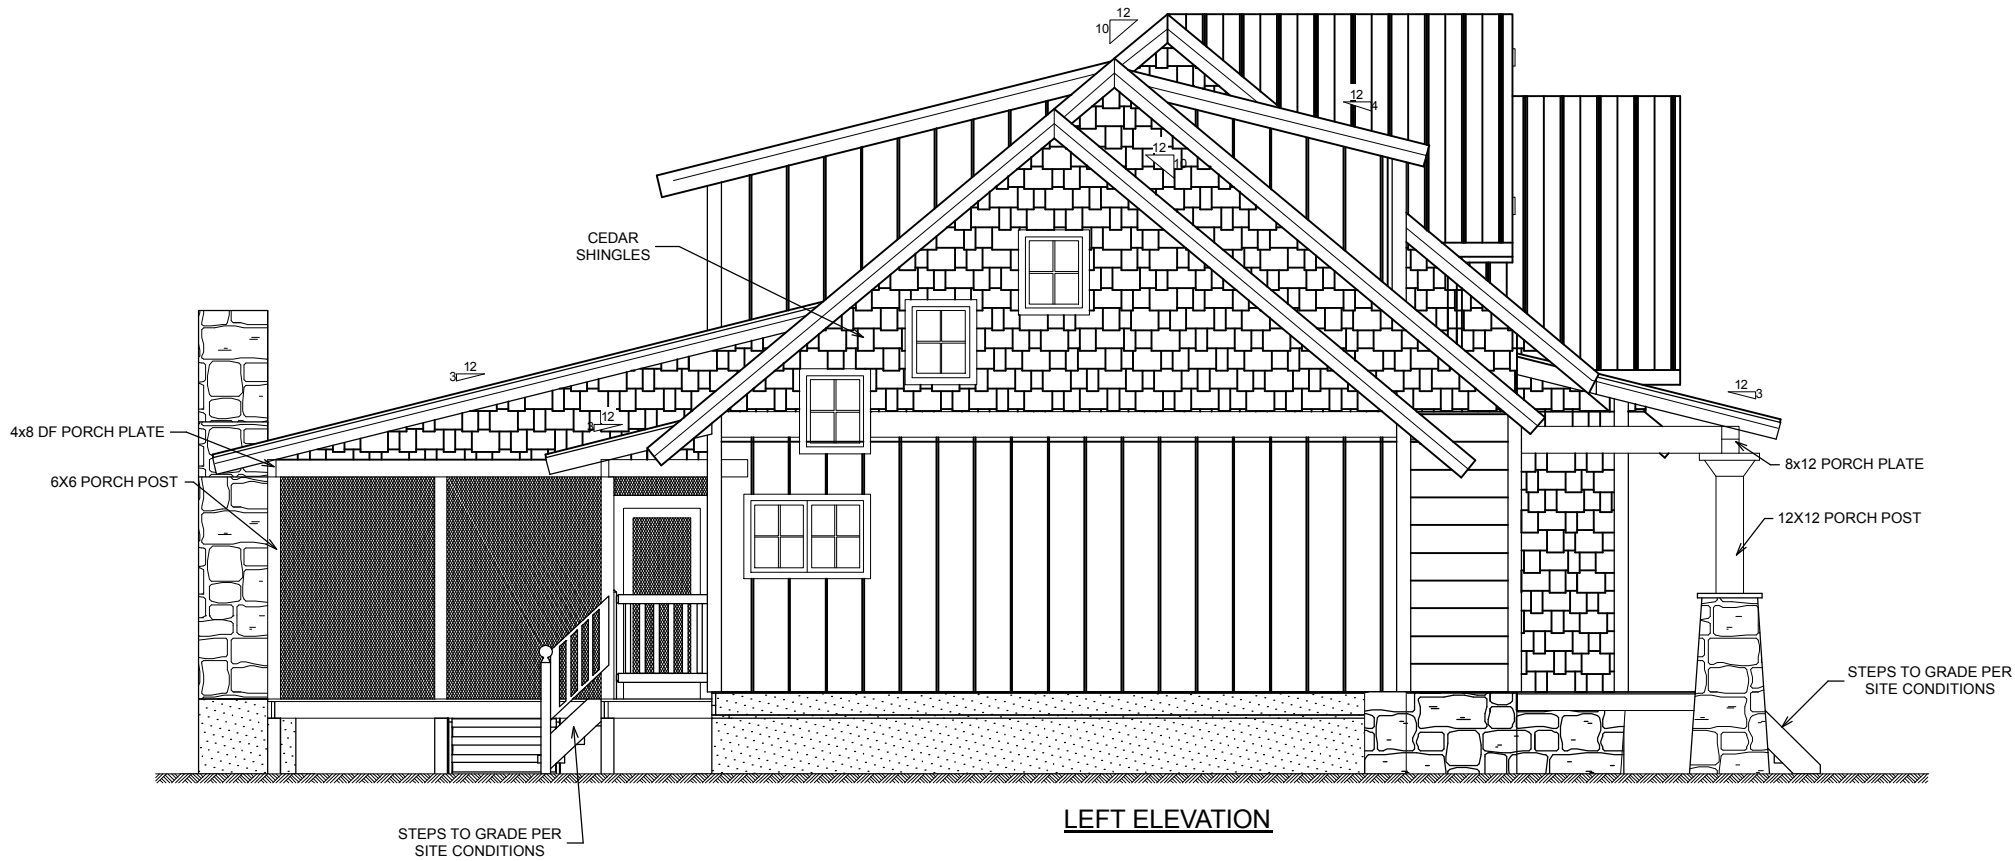 12
10
12
4
12
10
CEDAR
SHINGLES
12
3
12
3
12
3
4x8 DF PORCH PLATE
6X6 PORCH POST
8x12 PORCH PLATE
12X12 PORCH POST
STEPS TO GRADE PER
SITE CONDITIONS
LEFT ELEVATION
STEPS TO GRADE PER
SITE CONDITIONS